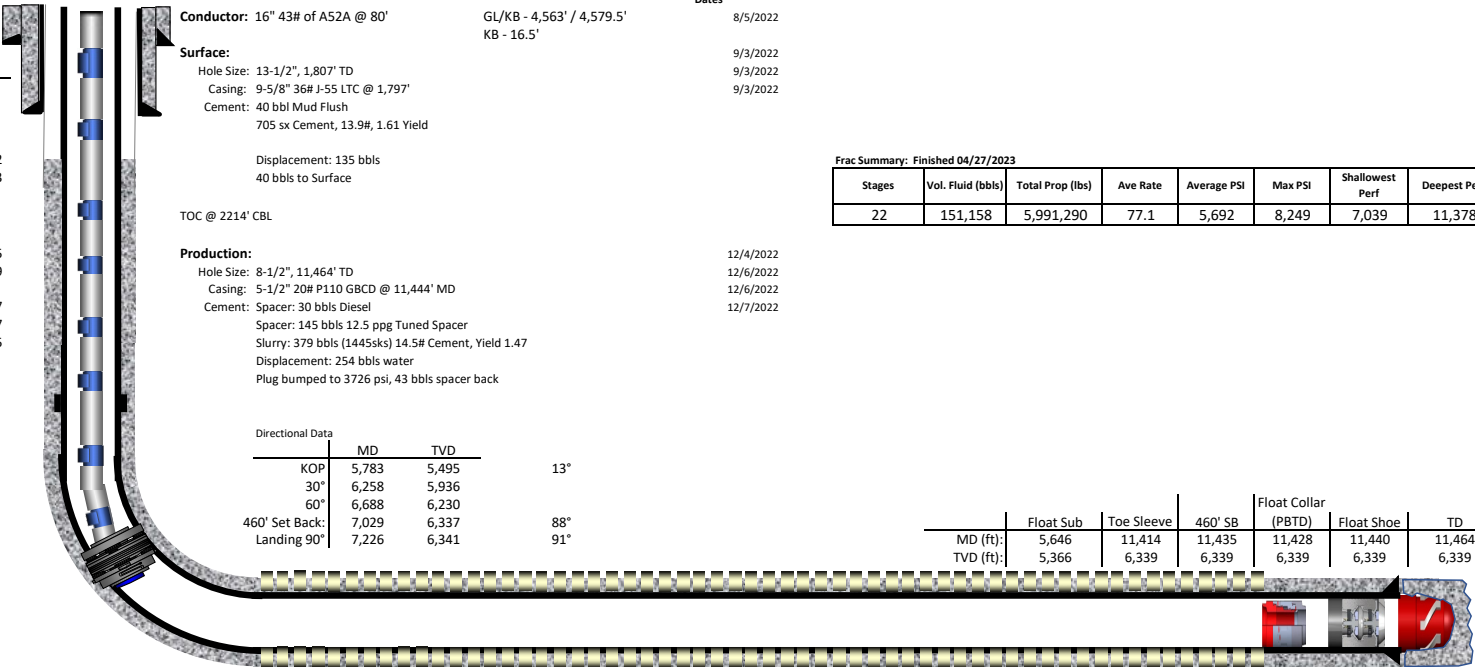 Dates
Conductor: 16" 43# of A52A @ 80' GL/KB - 4,563' / 4,579.5' 8/5/2022
KB - 16.5'
Surface: 9/3/2022
Hole Size: 13-1/2", 1,807' TD 9/3/2022
Casing: 9-5/8" 36# J-55 LTC @ 1,797' 9/3/2022
Cement: 40 bbl Mud Flush
705 sx Cement, 13.9#, 1.61 Yield
Displacement: 135 bbls
40 bbls to Surface
TOC @ 2214' CBL
Frac Summary: Finished 04/27/2023
Stages Vol. Fluid (bbls) Total Prop (lbs) Ave Rate Average PSI Max PSI Shallowest Perf Deepest Pe
22 151,158 5,991,290 77.1 5,692 8,249 7,039 11,378
Production: 12/4/2022
Hole Size: 8-1/2", 11,464' TD 12/6/2022
Casing: 5-1/2" 20# P110 GBCD @ 11,444' MD 12/6/2022
Cement: Spacer: 30 bbls Diesel 12/7/2022
Spacer: 145 bbls 12.5 ppg Tuned Spacer
Slurry: 379 bbls (1445sks) 14.5# Cement, Yield 1.47
Displacement: 254 bbls water
Plug bumped to 3726 psi, 43 bbls spacer back
Directional Data
MD TVD
KOP 5,783 5,495 13°
30° 6,258 5,936
60° 6,688 6,230
460' Set Back: 7,029 6,337 88°
Landing 90° 7,226 6,341 91°
Float Sub Toe Sleeve 460' SB Float Collar (PBTD) Float Shoe TD
MD (ft): 5,646 11,414 11,435 11,428 11,440 11,464
TVD (ft): 5,366 6,339 6,339 6,339 6,339 6,339